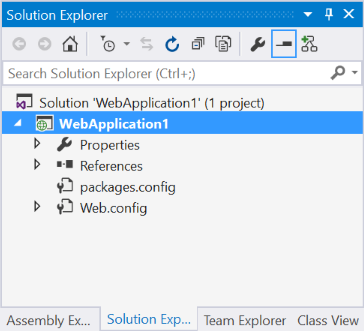 Solution Explorer
Search Solution Explorer (Ctrl+;)
Solution 'WebApplication1' (1 project)
WebApplication1
Properties
References
packages.config
Web.config
Assembly Ex... Solution Exp... Team Explorer Class View